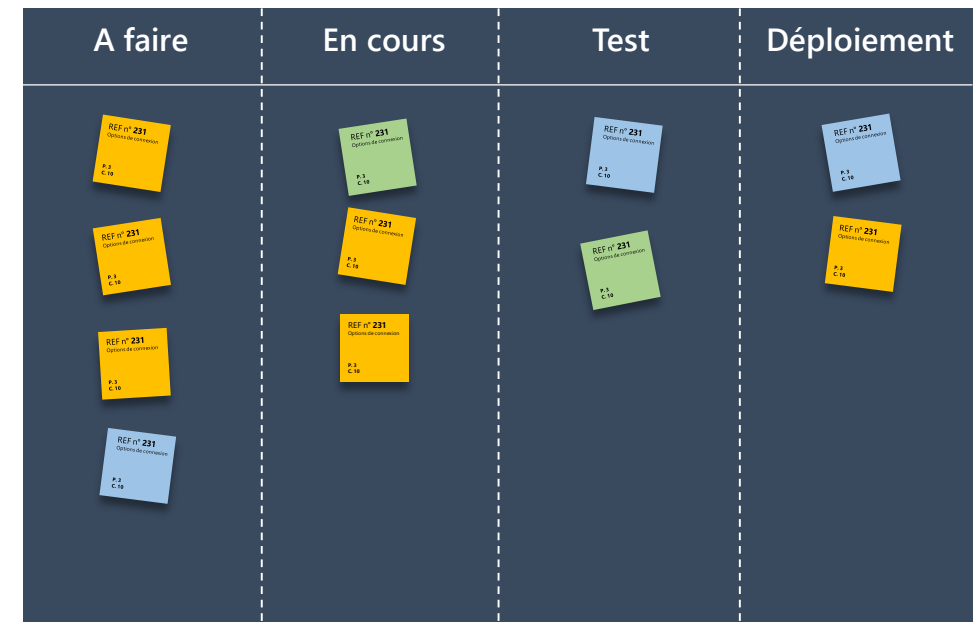 A faire
En cours
Test
Déploiement
REF n° 231
Options de connexion
P. 3
C. 10
REF n° 231
Options de connexion
P. 3
C. 10
REF n° 231
Options de connexion
P. 3
C. 10
REF n° 231
Options de connexion
P. 3
C. 10
REF n° 231
Options de connexion
P. 3
C. 10
REF n° 231
Options de connexion
P. 3
C. 10
REF n° 231
Options de connexion
P. 3
C. 10
REF n° 231
Options de connexion
P. 3
C. 10
REF n° 231
Options de connexion
P. 3
C. 10
REF n° 231
Options de connexion
P. 3
C. 10
REF n° 231
Options de connexion
P. 3
C. 10